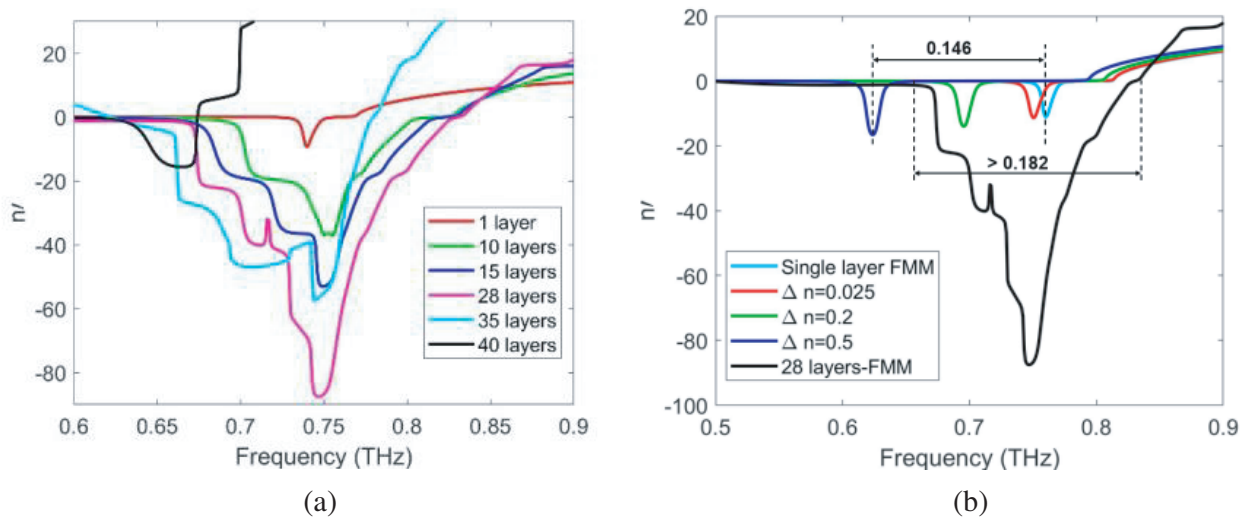 20
0
-20
-40
-60
-80
n′
0.6
0.65
0.7
0.75
0.8
0.85
0.9
Frequency (THz)
1 layer
10 layers
15 layers
28 layers
35 layers
40 layers
(a)
20
0
-20
-40
-60
-80
-100
n′
0.5
0.6
0.7
0.8
0.9
Frequency (THz)
0.146
> 0.182
Single layer FMM
Δ n=0.025
Δ n=0.2
Δ n=0.5
28 layers-FMM
(b)